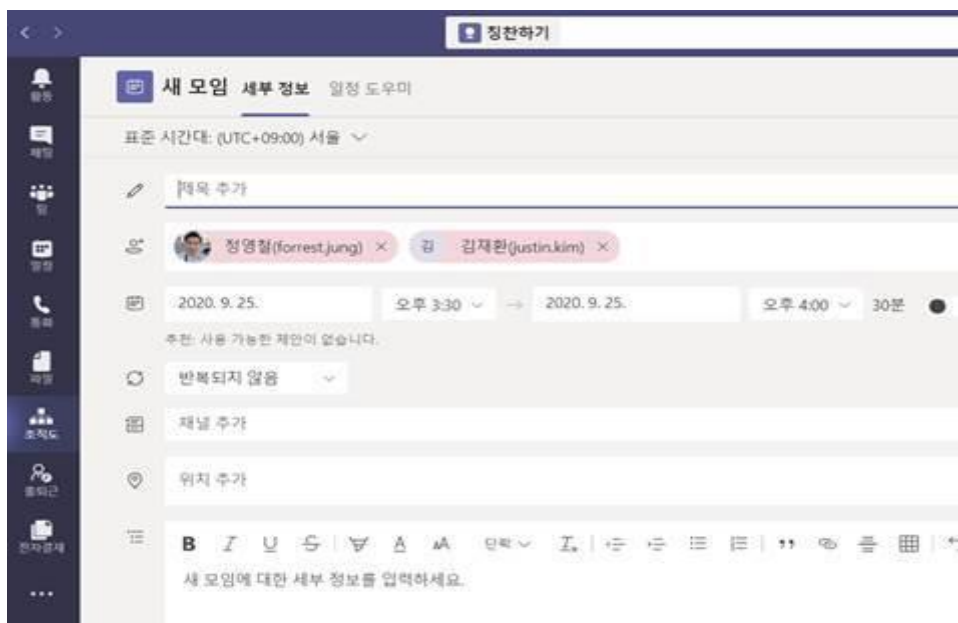 칭찬하기
활동
새 모임 세부 정보 일정 도우미
표준 시간대: (UTC+09:00) 서울
채팅
제목 추가
팀
정영철(forrest.jung) × 김 김재환(justin.kim) ×
일정
2020. 9. 25. 오후 3:30 → 2020. 9. 25. 오후 4:00 30분
통화
추천: 사용 가능한 제안이 없습니다.
파일
반복되지 않음
조직도
채널 추가
출퇴근
위치 추가
전자결재
B I U S A AA 단락
새 모임에 대한 세부 정보를 입력하세요.